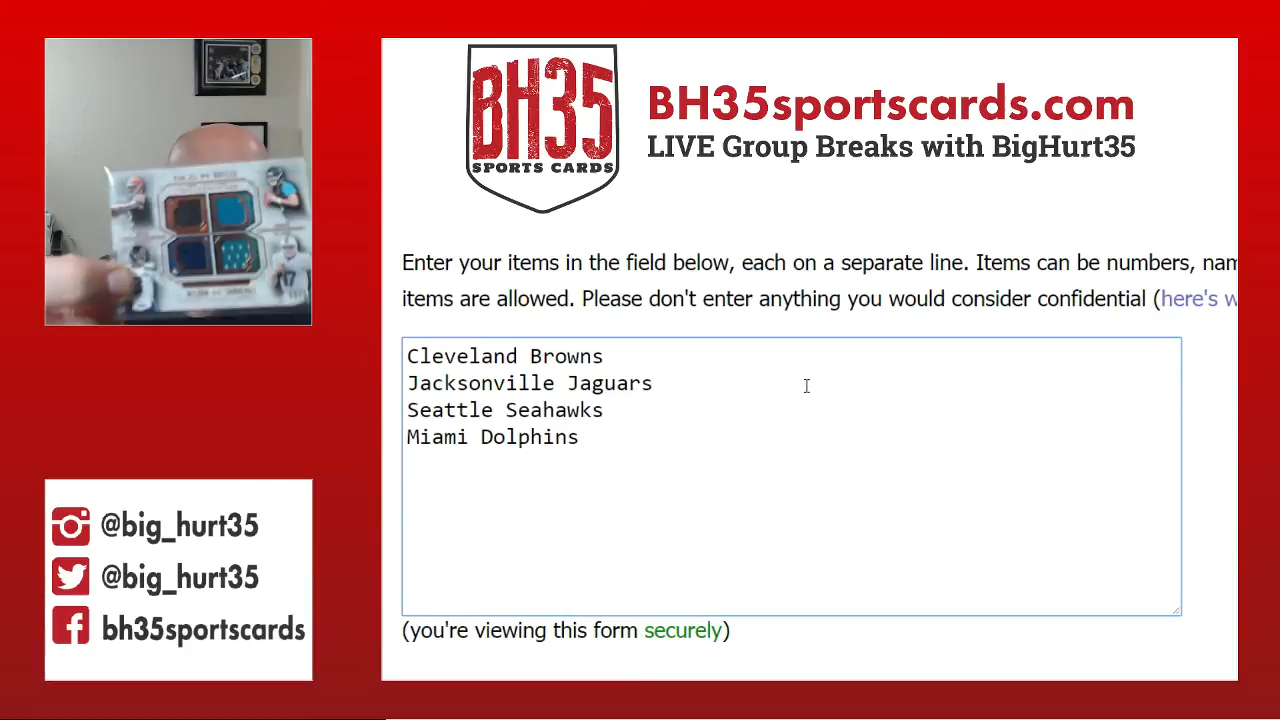 BH35
SPORTS CARDS
BH35sportscards.com
LIVE Group Breaks with BigHurt35
Enter your items in the field below, each on a separate line. Items can be numbers, nam
items are allowed. Please don't enter anything you would consider confidential (here's w
Cleveland Browns
Jacksonville Jaguars
Seattle Seahawks
Miami Dolphins
(you're viewing this form securely)
@big_hurt35
@big_hurt35
bh35sportscards